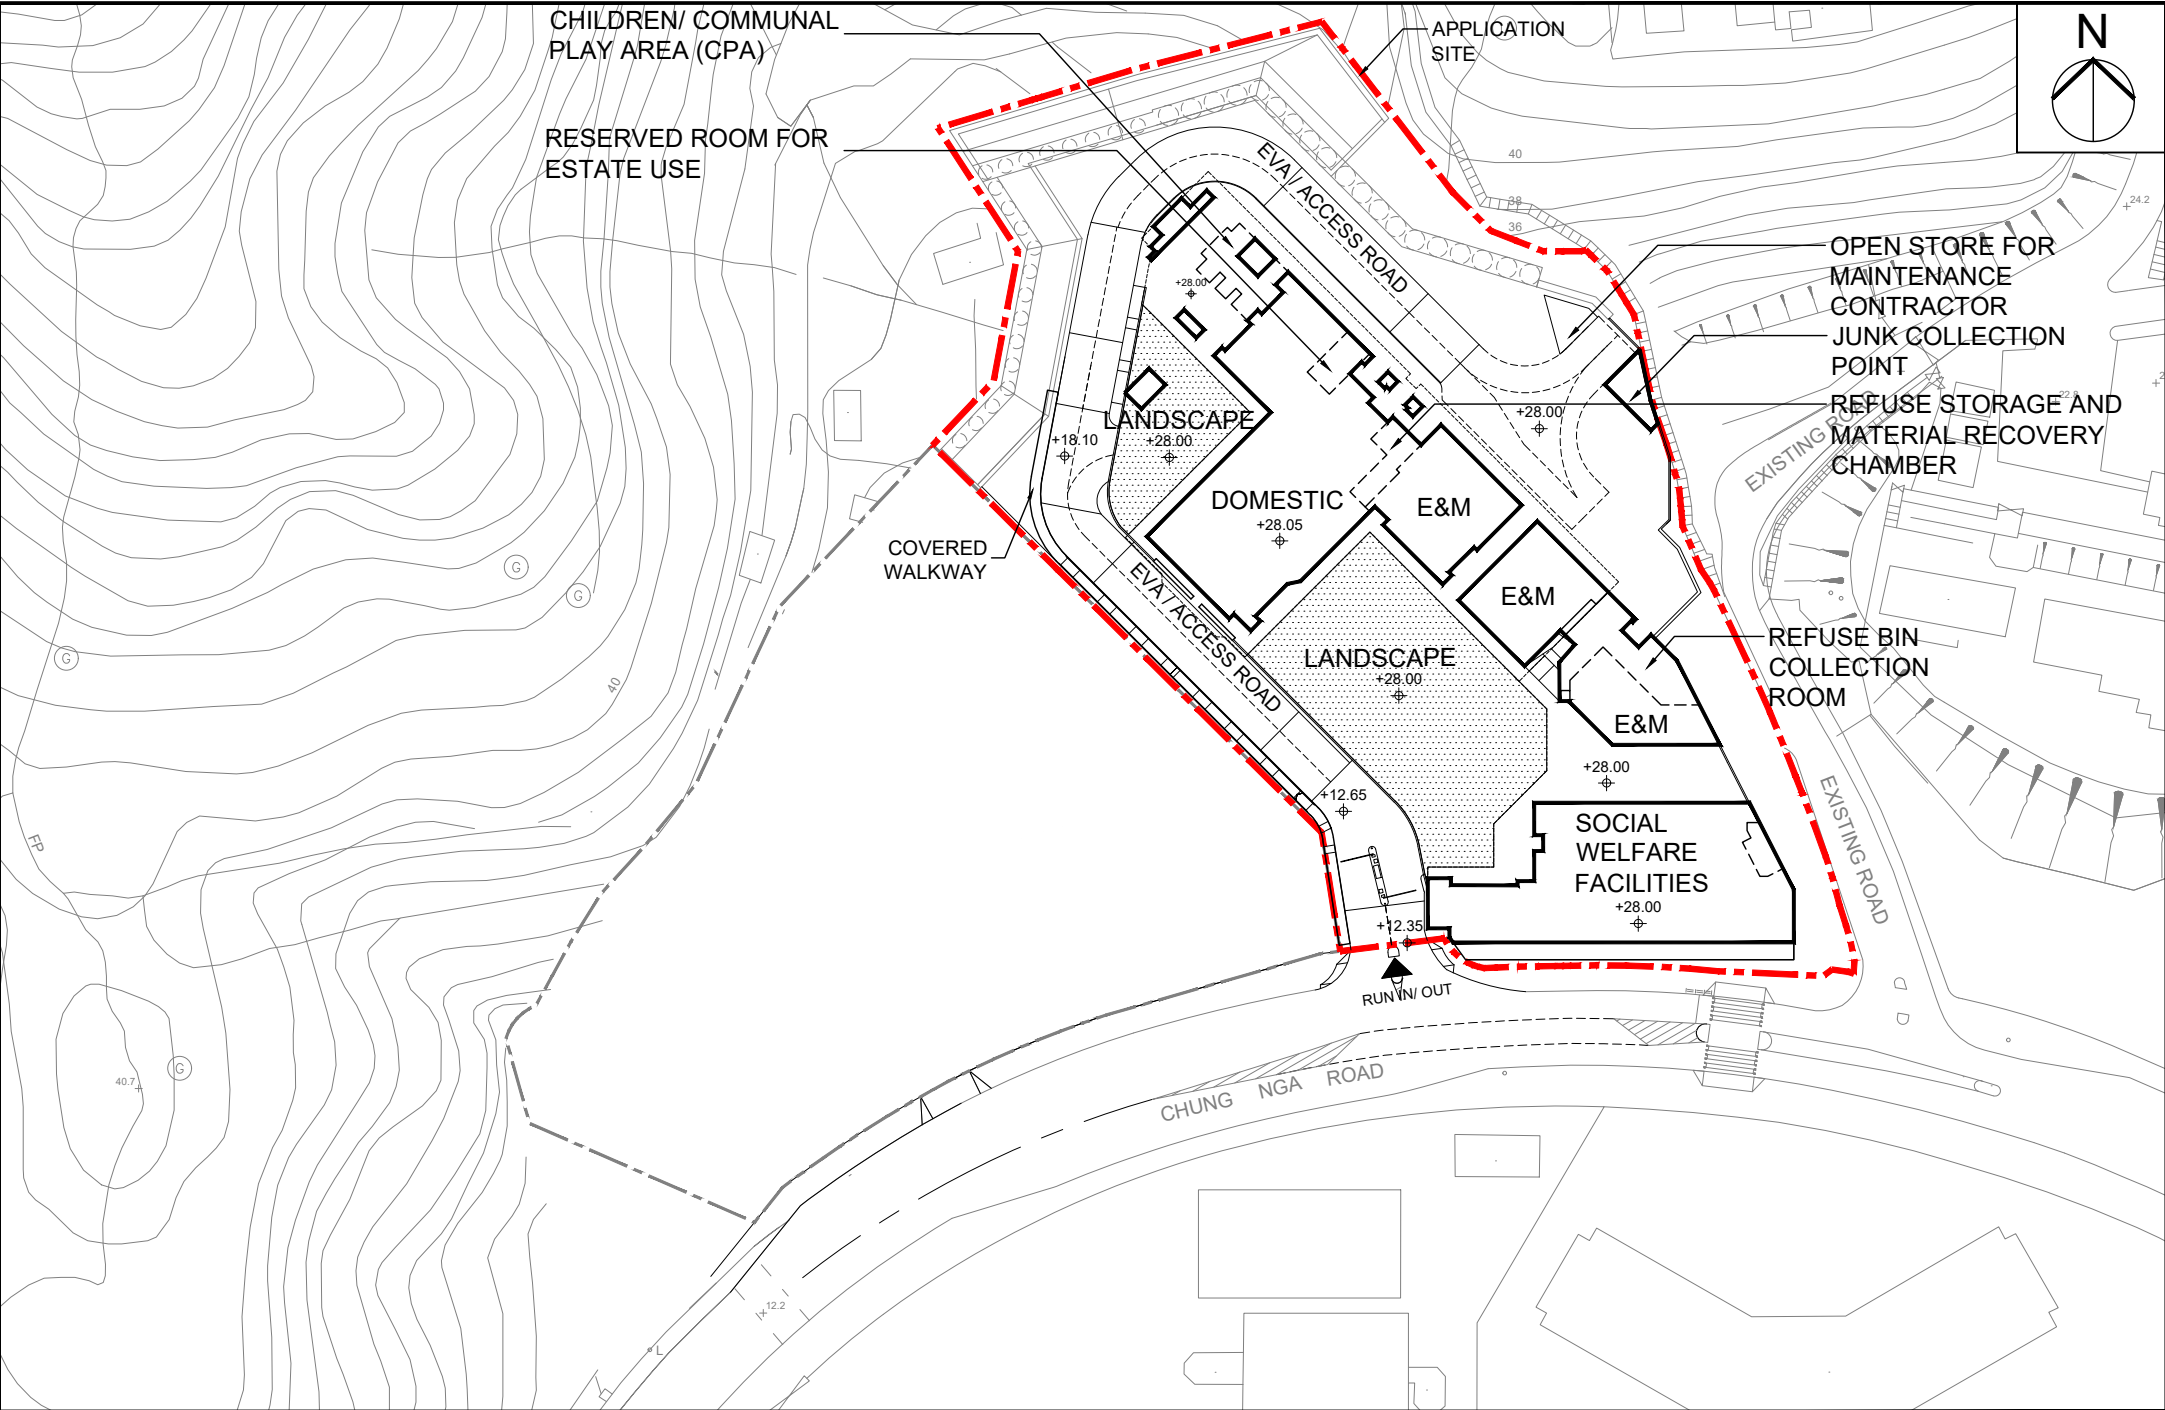 CHILDREN/ COMMUNAL
PLAY AREA (CPA)
APPLICATION
SITE
N
RESERVED ROOM FOR
ESTATE USE
EVA / ACCESS ROAD
40
38
36
24.2
OPEN STORE FOR
MAINTENANCE
CONTRACTOR
JUNK COLLECTION
POINT
REFUSE STORAGE AND
MATERIAL RECOVERY
CHAMBER
22.8
EXISTING ROAD
+28.00
+28.00
LANDSCAPE
+28.00
+18.10
DOMESTIC
+28.05
E&M
E&M
COVERED
WALKWAY
EVA / ACCESS ROAD
G
G
G
40
LANDSCAPE
+28.00
REFUSE BIN
COLLECTION
ROOM
E&M
+28.00
+12.65
SOCIAL
WELFARE
FACILITIES
+28.00
EXISTING ROAD
FP
+12.35
RUN IN/ OUT
CHUNG NGA ROAD
G
40.7
12.2
L